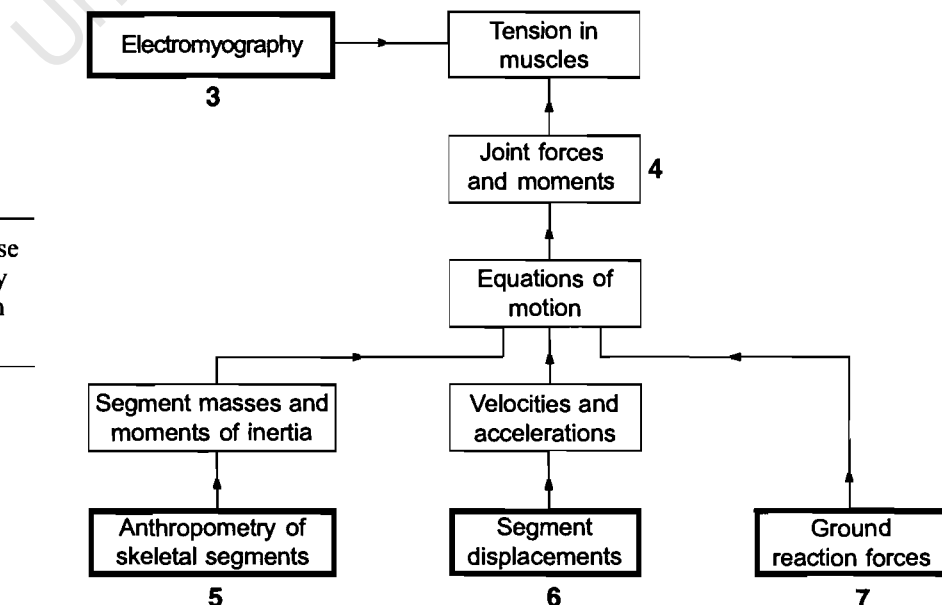 Electromyography
3
Tension in
muscles
Joint forces
and moments
4
Equations of
motion
Segment masses and
moments of inertia
Velocities and
accelerations
Anthropometry of
skeletal segments
5
Segment
displacements
6
Ground
reaction forces
7